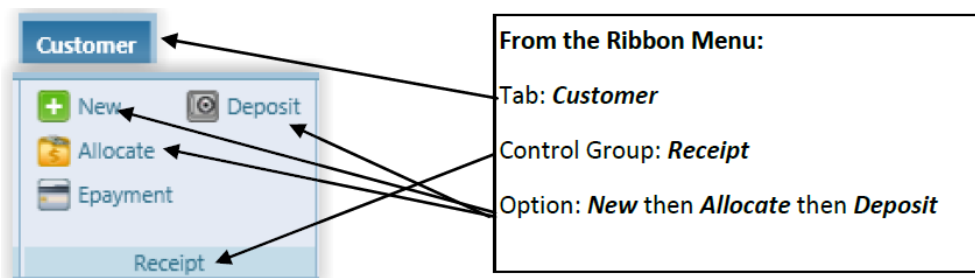 Customer
New
Deposit
Allocate
Epayment
Receipt
From the Ribbon Menu:
Tab: Customer
Control Group: Receipt
Option: New then Allocate then Deposit